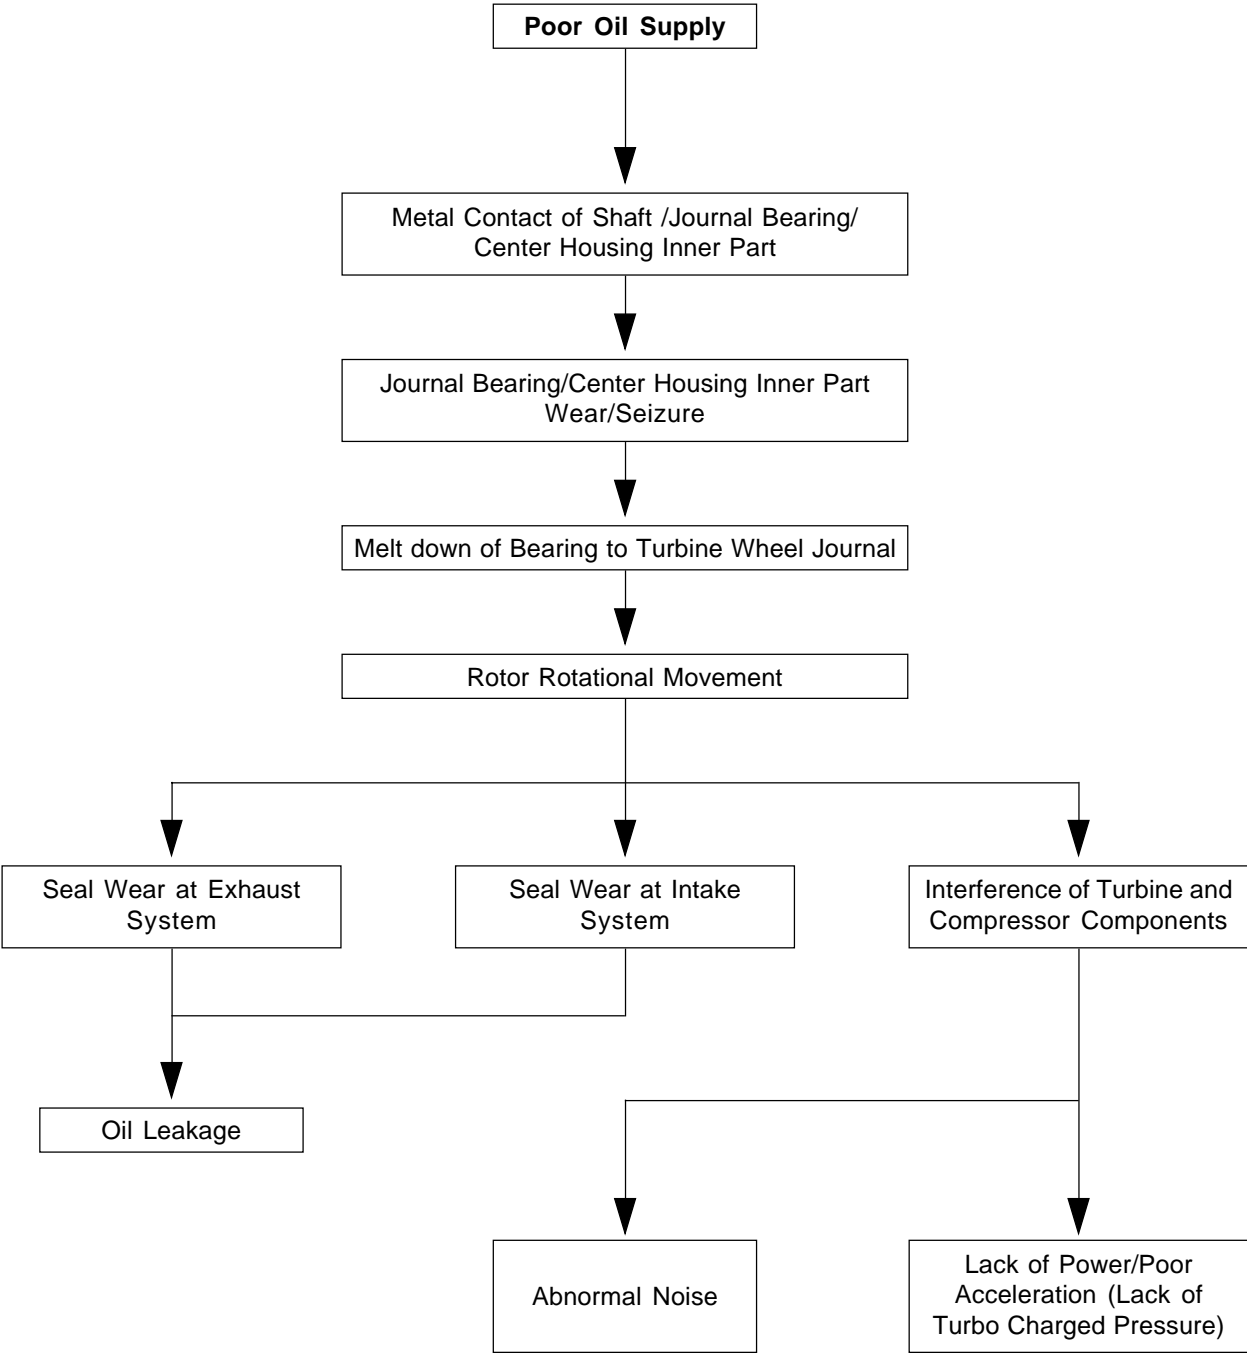 Poor Oil Supply
Metal Contact of Shaft /Journal Bearing/
Center Housing Inner Part
Journal Bearing/Center Housing Inner Part
Wear/Seizure
Melt down of Bearing to Turbine Wheel Journal
Rotor Rotational Movement
Seal Wear at Exhaust
System
Seal Wear at Intake
System
Interference of Turbine and
Compressor Components
Oil Leakage
Abnormal Noise
Lack of Power/Poor
Acceleration (Lack of
Turbo Charged Pressure)